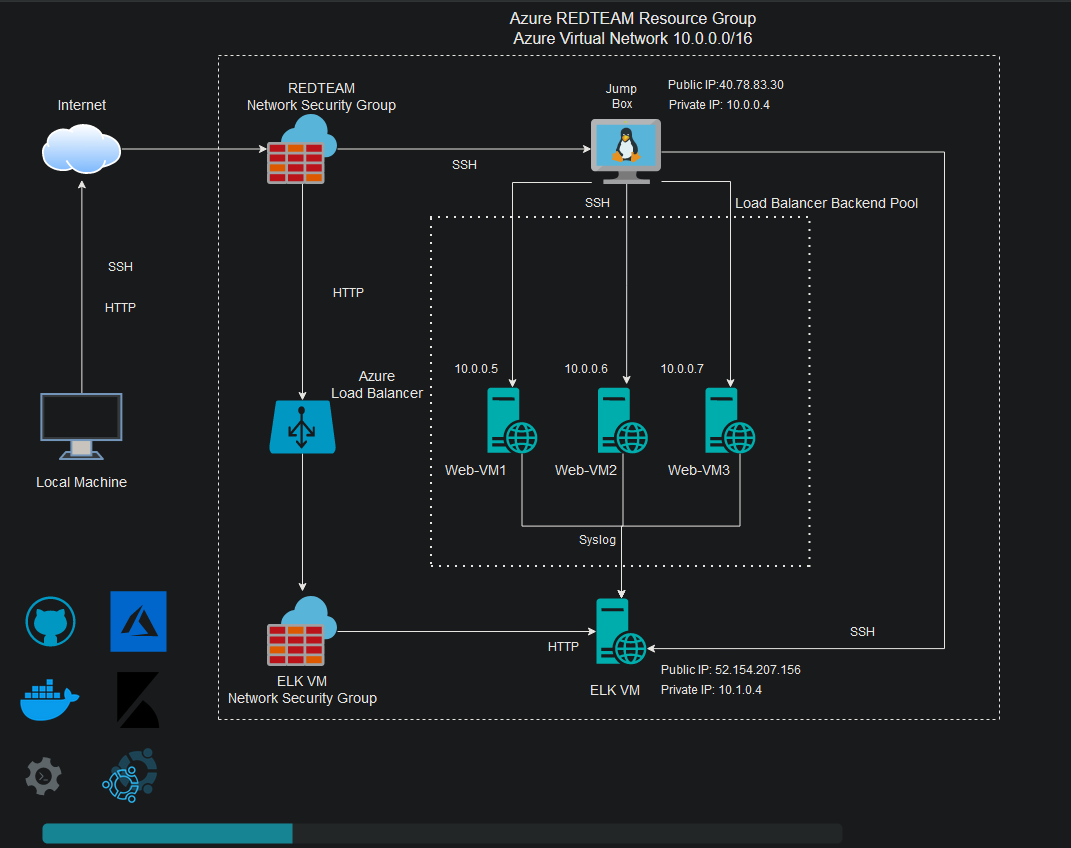 Azure REDTEAM Resource Group
Azure Virtual Network 10.0.0.0/16
Internet
REDTEAM
Network Security Group
Jump
Box
Public IP:40.78.83.30
Private IP: 10.0.0.4
SSH
SSH
Load Balancer Backend Pool
SSH
HTTP
HTTP
Azure
Load Balancer
10.0.0.5
10.0.0.6
10.0.0.7
Local Machine
Web-VM1
Web-VM2
Web-VM3
Syslog
HTTP
SSH
ELK VM
Network Security Group
ELK VM
Public IP: 52.154.207.156
Private IP: 10.1.0.4